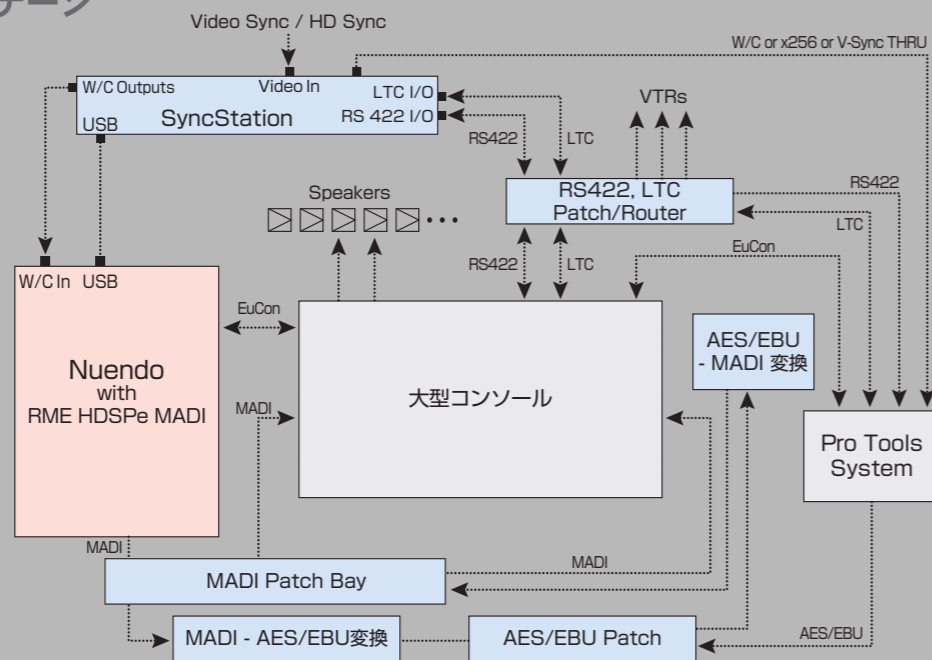 Video Sync / HD Sync
W/C or x256 or V-Sync THRU
W/C Outputs
Video In
LTC I/O
SyncStation
RS 422 I/O
USB
VTRs
RS422
LTC
Speakers
RS422, LTC
Patch/Router
RS422
LTC
RS422
LTC
EuCon
W/C In
USB
EuCon
AES/EBU
- MADI 変換
Nuendo
with
RME HDSPe MADI
大型コンソール
MADI
Pro Tools
System
MADI
MADI Patch Bay
MADI
MADI - AES/EBU変換
AES/EBU Patch
AES/EBU